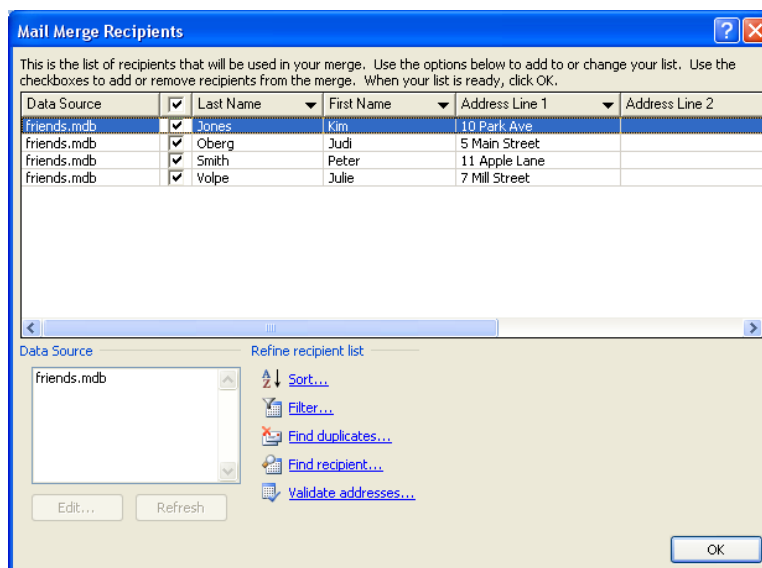 Mail Merge Recipients
This is the list of recipients that will be used in your merge. Use the options below to add to or change your list. Use the
checkboxes to add or remove recipients from the merge. When your list is ready, click OK.
Data Source Last Name First Name Address Line 1 Address Line 2
friends.mdb Jones Kim 10 Park Ave
friends.mdb Oberg Judi 5 Main Street
friends.mdb Smith Peter 11 Apple Lane
friends.mdb Volpe Julie 7 Mill Street
Data Source Refine recipient list
friends.mdb
Sort...
Filter...
Find duplicates...
Find recipient...
Validate addresses...
Edit... Refresh
OK